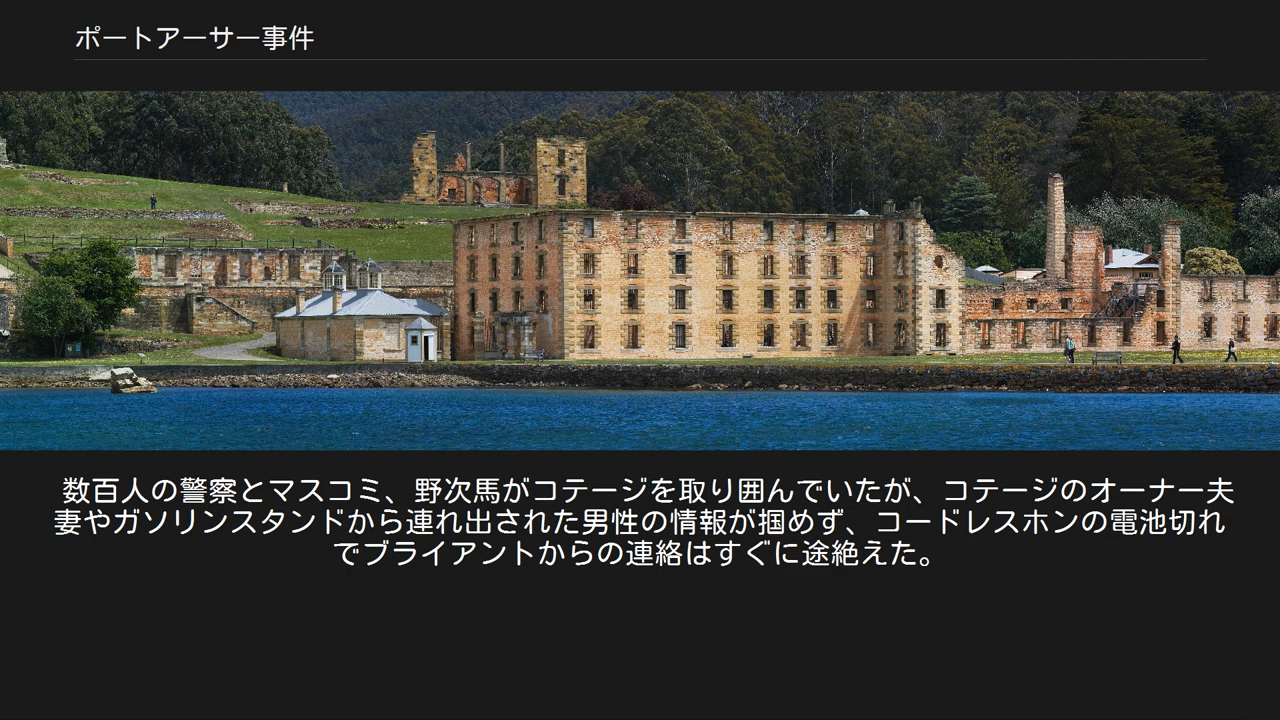 ポートアーサー事件
数百人の警察とマスコミ、野次馬がコテージを取り囲んでいたが、コテージのオーナー夫
妻やガソリンスタンドから連れ出された男性の情報が掴めず、コードレスホンの電池切れ
でブライアントからの連絡はすぐに途絶えた。